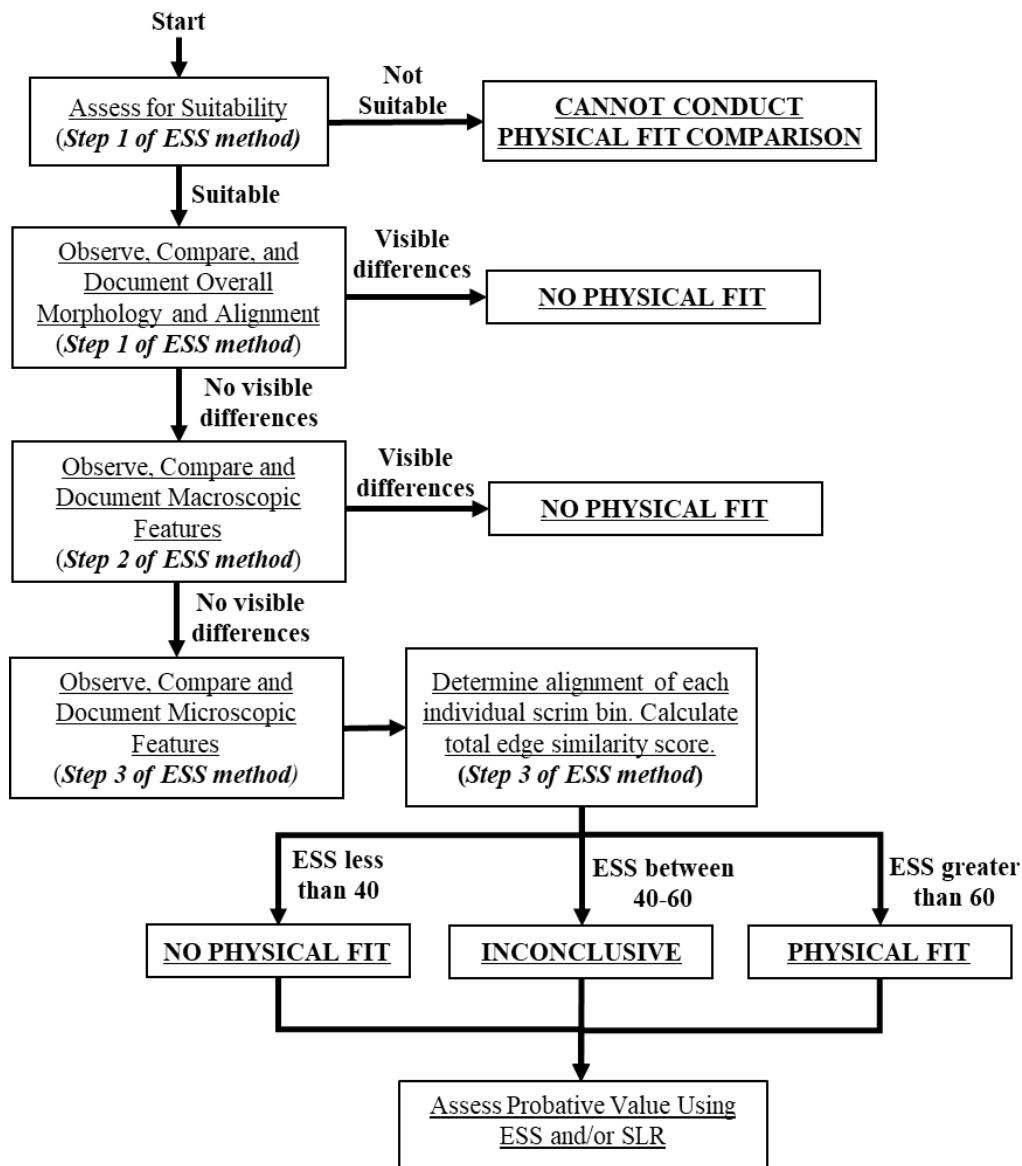 Start
Assess for Suitability
(Step 1 of ESS method)
Not
Suitable
CANNOT CONDUCT
PHYSICAL FIT COMPARISON
Suitable
Observe, Compare, and
Document Overall
Morphology and Alignment
(Step 1 of ESS method)
Visible
differences
NO PHYSICAL FIT
No visible
differences
Observe, Compare and
Document Macroscopic
Features
(Step 2 of ESS method)
Visible
differences
NO PHYSICAL FIT
No visible
differences
Observe, Compare and
Document Microscopic
Features
(Step 3 of ESS method)
Determine alignment of each
individual scrim bin. Calculate
total edge similarity score.
(Step 3 of ESS method)
ESS less
than 40
ESS between
40-60
ESS greater
than 60
NO PHYSICAL FIT
INCONCLUSIVE
PHYSICAL FIT
Assess Probative Value Using
ESS and/or SLR